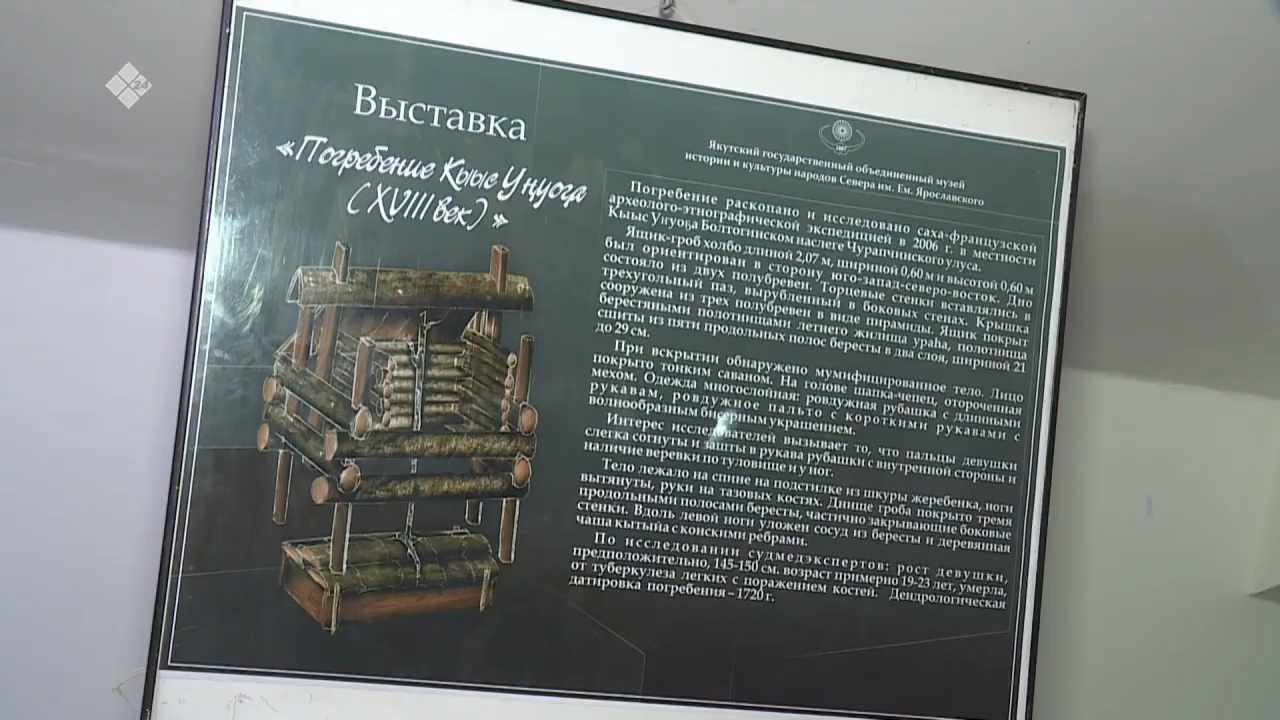 24
Выставка
«Погребение Кыыс Уҥуоҕа
(XVIII век)»
1887
Якутский государственный объединенный музей
истории и культуры народов Севера им. Ем. Ярославского
Погребение раскопано и исследовано саха-французской
археолого-этнографической экспедицией в 2006 г. в местности
Кыыс Уҥуоҕа Болтогинском наслеге Чурапчинского улуса.
Ящик-гроб холбо длиной 2,07 м, шириной 0,60 м и высотой 0,60 м
был ориентирован в сторону юго-запад-северо-восток. Дно
состояло из двух полубревен. Торцевые стенки вставлялись в
трехугольный паз, вырубленный в боковых стенах. Крышка
сооружена из трех полубревен в виде пирамиды. Ящик покрыт
берестяными полотнищами летнего жилища ураһа, полотнища
сшиты из пяти продольных полос бересты в два слоя, шириной 21
до 29 см.
При вскрытии обнаружено мумифицированное тело. Лицо
покрыто тонким саваном. На голове шапка-чепец, отороченная
мехом. Одежда многослойная: ровдужная рубашка с длинными
рукавам, ровдужное пальто с короткими рукавами с
волнообразным бисерным украшением.
Интерес исследователей вызывает то, что пальцы девушки
слегка согнуты и зашты в рукава рубашки с внутренной стороны и
наличие веревки по туловище и у ног.
Тело лежало на спине на подстилке из шкуры жеребенка, ноги
вытянуты, руки на тазовых костях. Днище гроба покрыто тремя
продольными полосами бересты, частично закрывающие боковые
стенки. Вдоль левой ноги уложен сосуд из бересты и деревянная
чаша кытыйа с конскими ребрами.
По исследовании судмедэкспертов: рост девушки,
предположительно, 145-150 см. возраст примерно 19-23 лет, умерла,
от туберкулеза легких с поражением костей. Дендрологическая
датировка погребения – 1720 г.